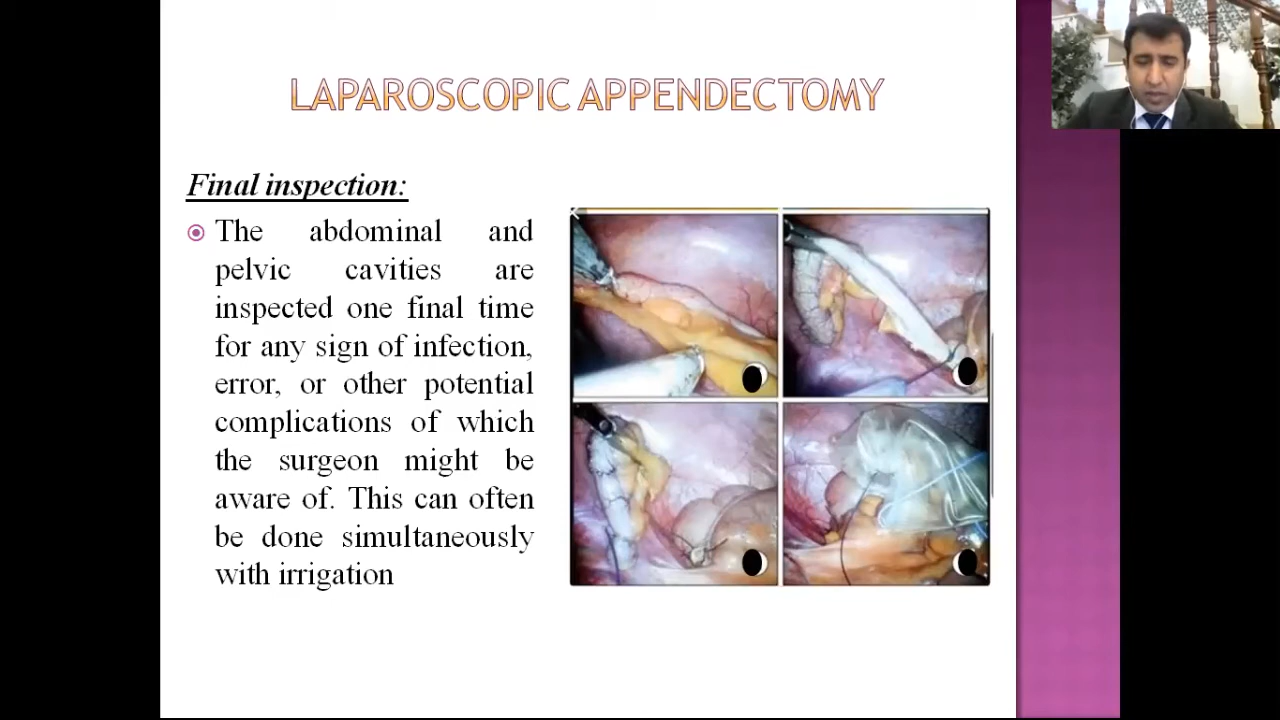 LAPAROSCOPIC APPENDECTOMY
Final inspection:
The abdominal and
pelvic cavities are
inspected one final time
for any sign of infection,
error, or other potential
complications of which
the surgeon might be
aware of. This can often
be done simultaneously
with irrigation